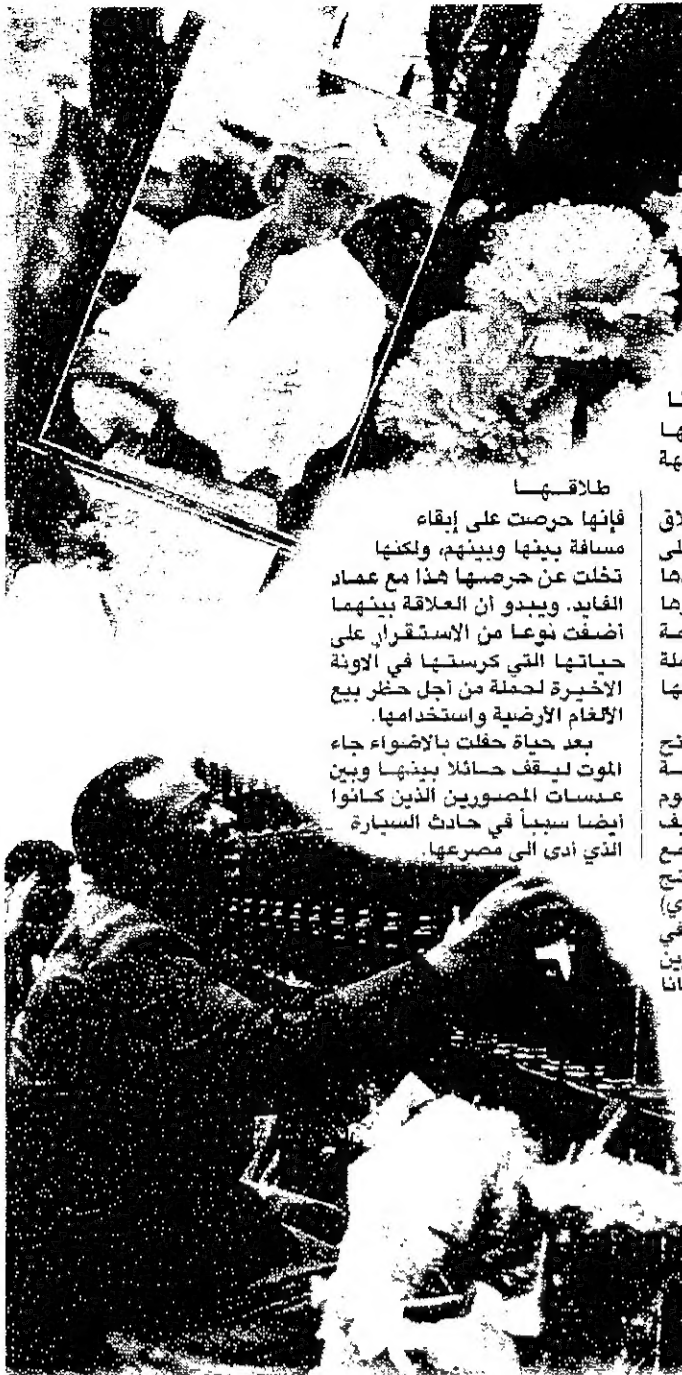 طلاقها
فإنها حرصت على إبقاء
مسافة بينها وبينهم، ولكنها
تخلت عن حرصها هذا مع عماد
الفايد. ويبدو أن العلاقة بينهما
أضفت نوعا من الاستقرار على
حياتها التي كرستها في الاونة
الاخيرة لحملة من أجل حظر بيع
الألغام الأرضية واستخدامها.
بعد حياة حفلت بالاضواء جاء
الموت ليقف حائلا بينها وبين
عدسات المصورين الذين كانوا
أيضا سببا في حادث السيارة
الذي أدى الى مصرعها.